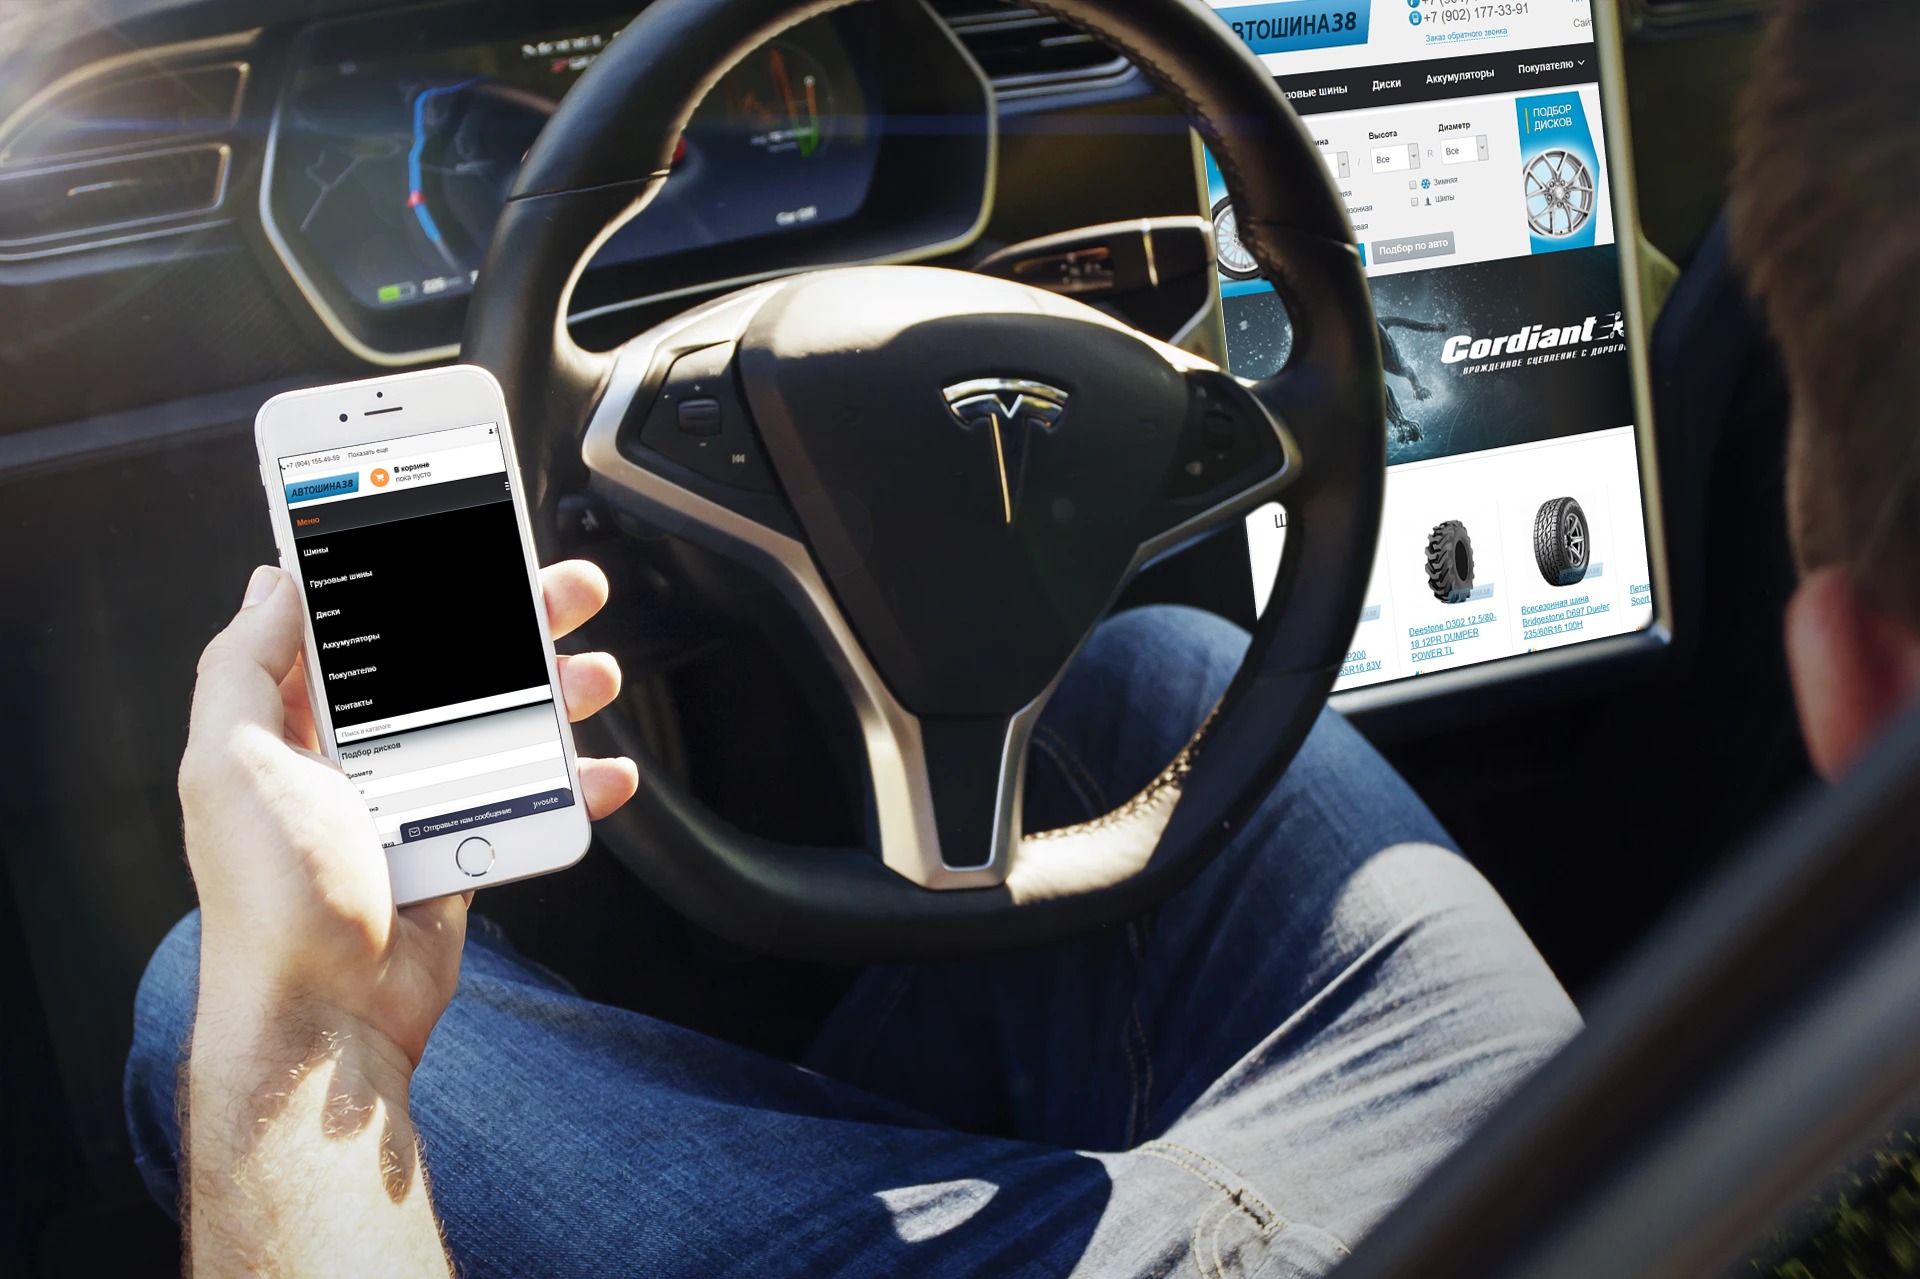 АВТОШИНА38
+7 (902) 177-33-91
Заказ обратного звонка
Диски
Аккумуляторы
Покупателю
шины
Высота
Диаметр
Все
R
Все
Зимняя
Шипы
Подбор по авто
ПОДБОР
ДИСКОВ
Cordiant
ВРОЖДЕННОЕ СЦЕПЛЕНИЕ С
Deestone D302 12.5/80-
18 12PR DUMPER
POWER TL
Всесезонная шина
Bridgestone D697 Dueler
235/60R16 100H
Sport
+7 (904) 155-49-59 Показать еще
АВТОШИНА38
В корзине
пока пусто
Меню
Шины
Грузовые шины
Диски
Аккумуляторы
Покупателю
Контакты
Поиск в каталоге
Подбор дисков
Диаметр
Отправьте нам сообщение
jivosite